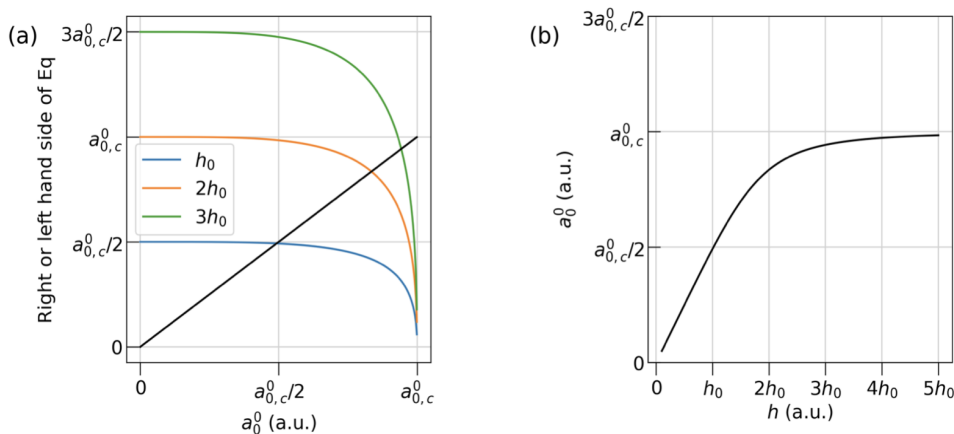 (a)
Right or left hand side of Eq
3a⁰₀,c/2
a⁰₀,c
a⁰₀,c/2
0
h₀
2h₀
3h₀
0
a⁰₀,c/2
a⁰₀,c
a⁰₀ (a.u.)
(b)
a⁰₀ (a.u.)
3a⁰₀,c/2
a⁰₀,c
a⁰₀,c/2
0
0
h₀
2h₀
3h₀
4h₀
5h₀
h (a.u.)